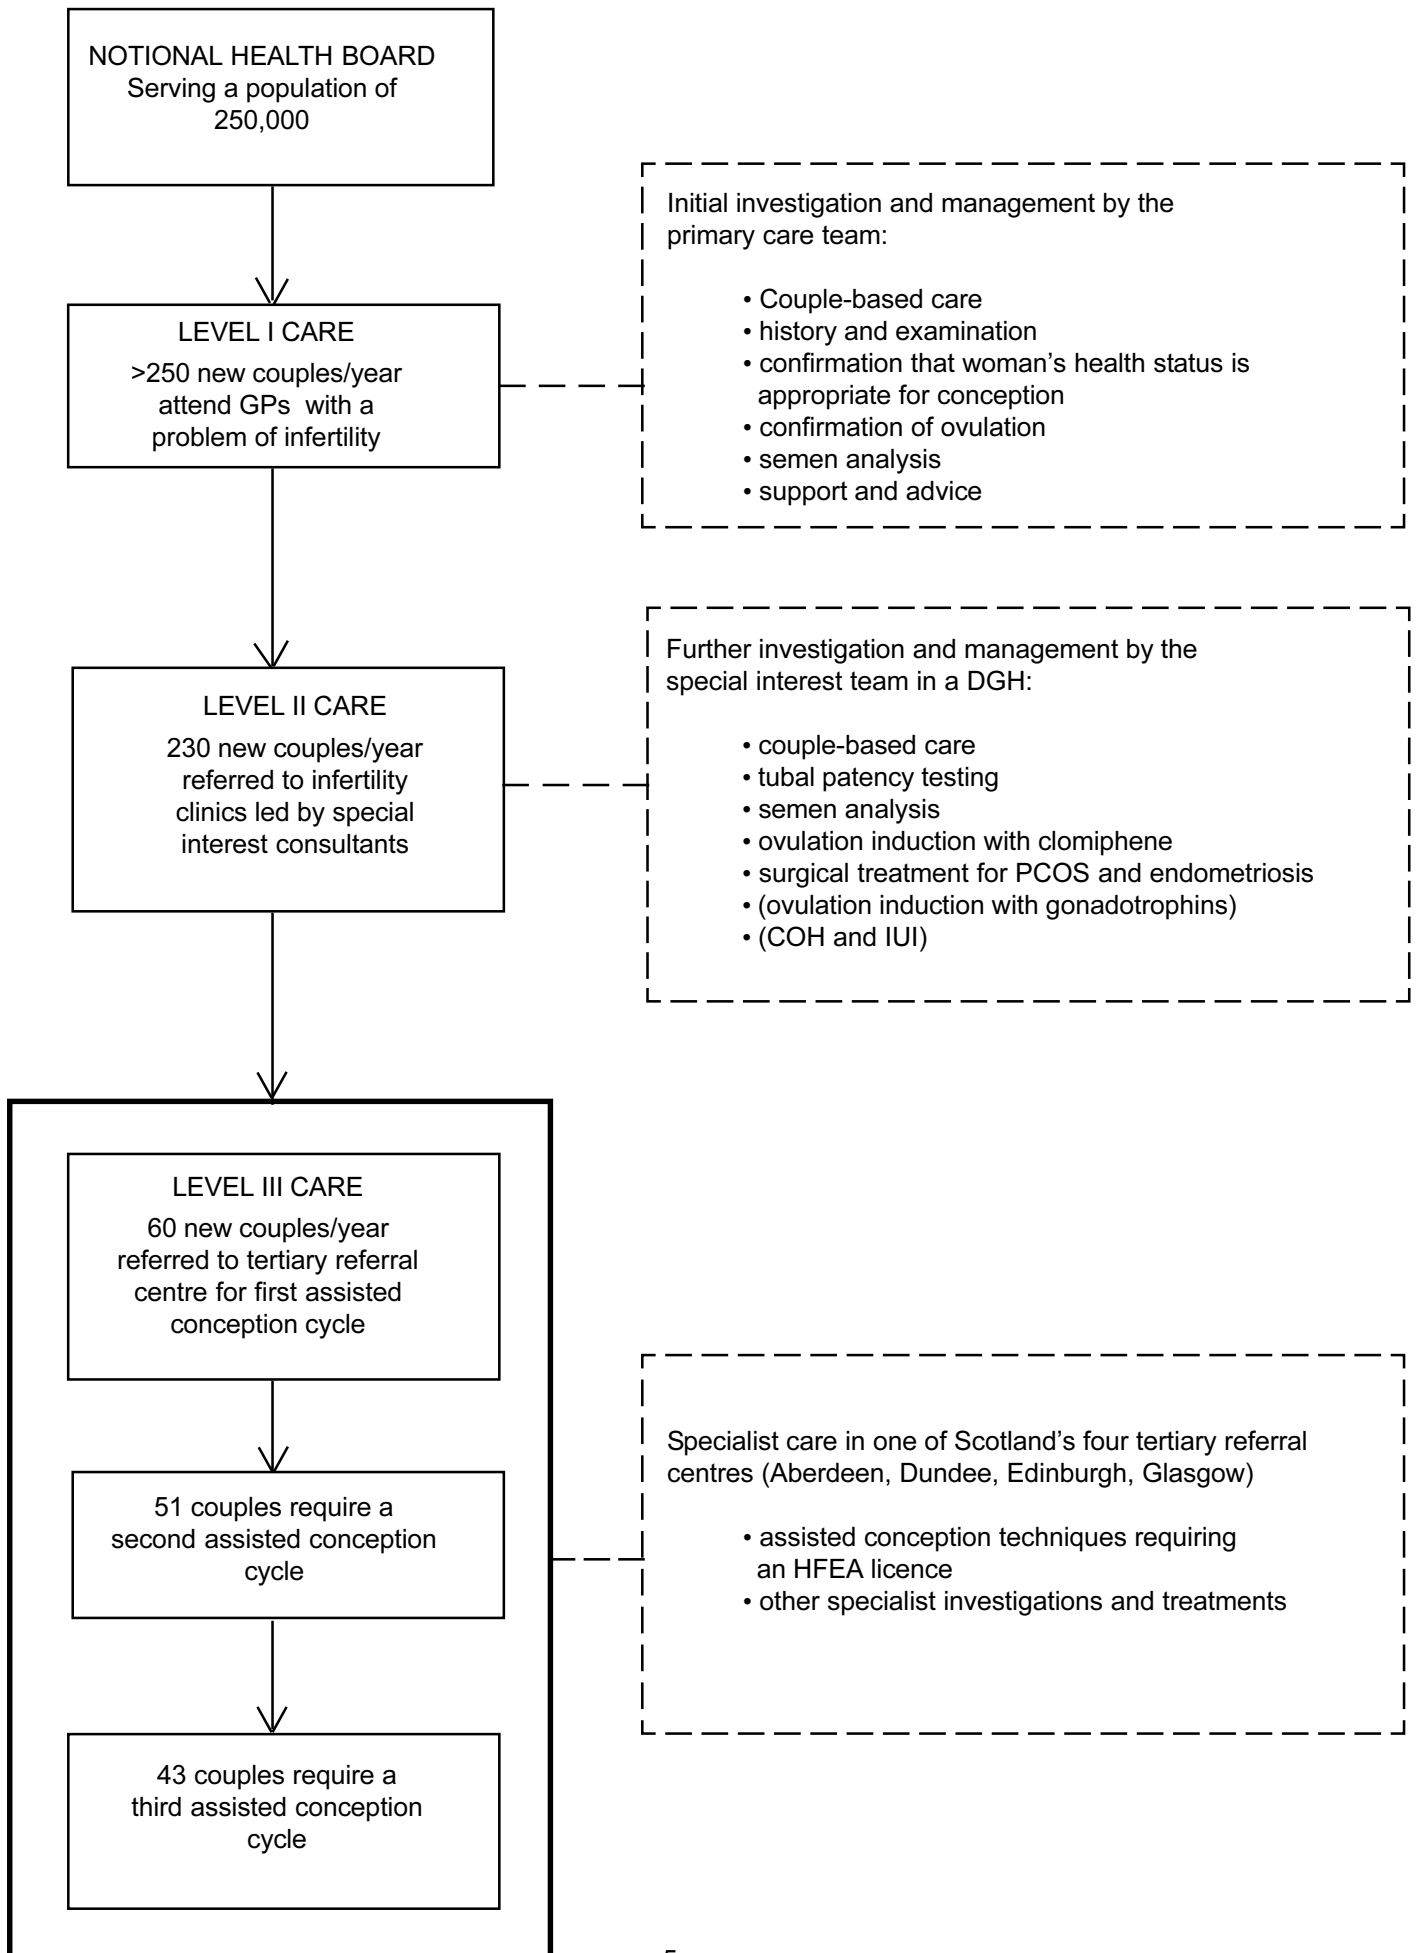 NOTIONAL HEALTH BOARD
Serving a population of
250,000
LEVEL I CARE
>250 new couples/year
attend GPs with a
problem of infertility
Initial investigation and management by the
primary care team:
• Couple-based care
• history and examination
• confirmation that woman’s health status is
appropriate for conception
• confirmation of ovulation
• semen analysis
• support and advice
LEVEL II CARE
230 new couples/year
referred to infertility
clinics led by special
interest consultants
Further investigation and management by the
special interest team in a DGH:
• couple-based care
• tubal patency testing
• semen analysis
• ovulation induction with clomiphene
• surgical treatment for PCOS and endometriosis
• (ovulation induction with gonadotrophins)
• (COH and IUI)
LEVEL III CARE
60 new couples/year
referred to tertiary referral
centre for first assisted
conception cycle
51 couples require a
second assisted conception
cycle
43 couples require a
third assisted conception
cycle
Specialist care in one of Scotland’s four tertiary referral
centres (Aberdeen, Dundee, Edinburgh, Glasgow)
• assisted conception techniques requiring
an HFEA licence
• other specialist investigations and treatments